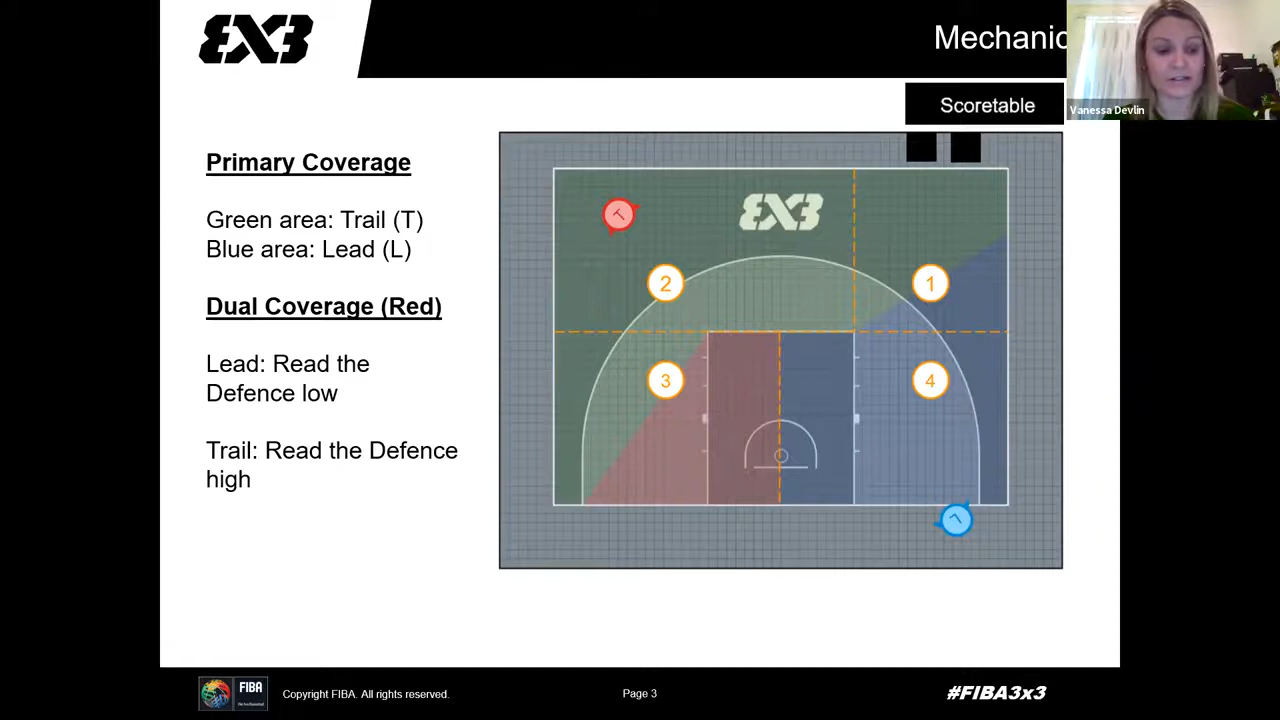 3X3
Mechanic
Vanessa Devlin
Scoretable
Primary Coverage
Green area: Trail (T)
Blue area: Lead (L)
Dual Coverage (Red)
Lead: Read the
Defence low
Trail: Read the Defence
high
3X3
T
2
1
3
4
L
FIBA
Copyright FIBA. All rights reserved.
Page 3
#FIBA3x3